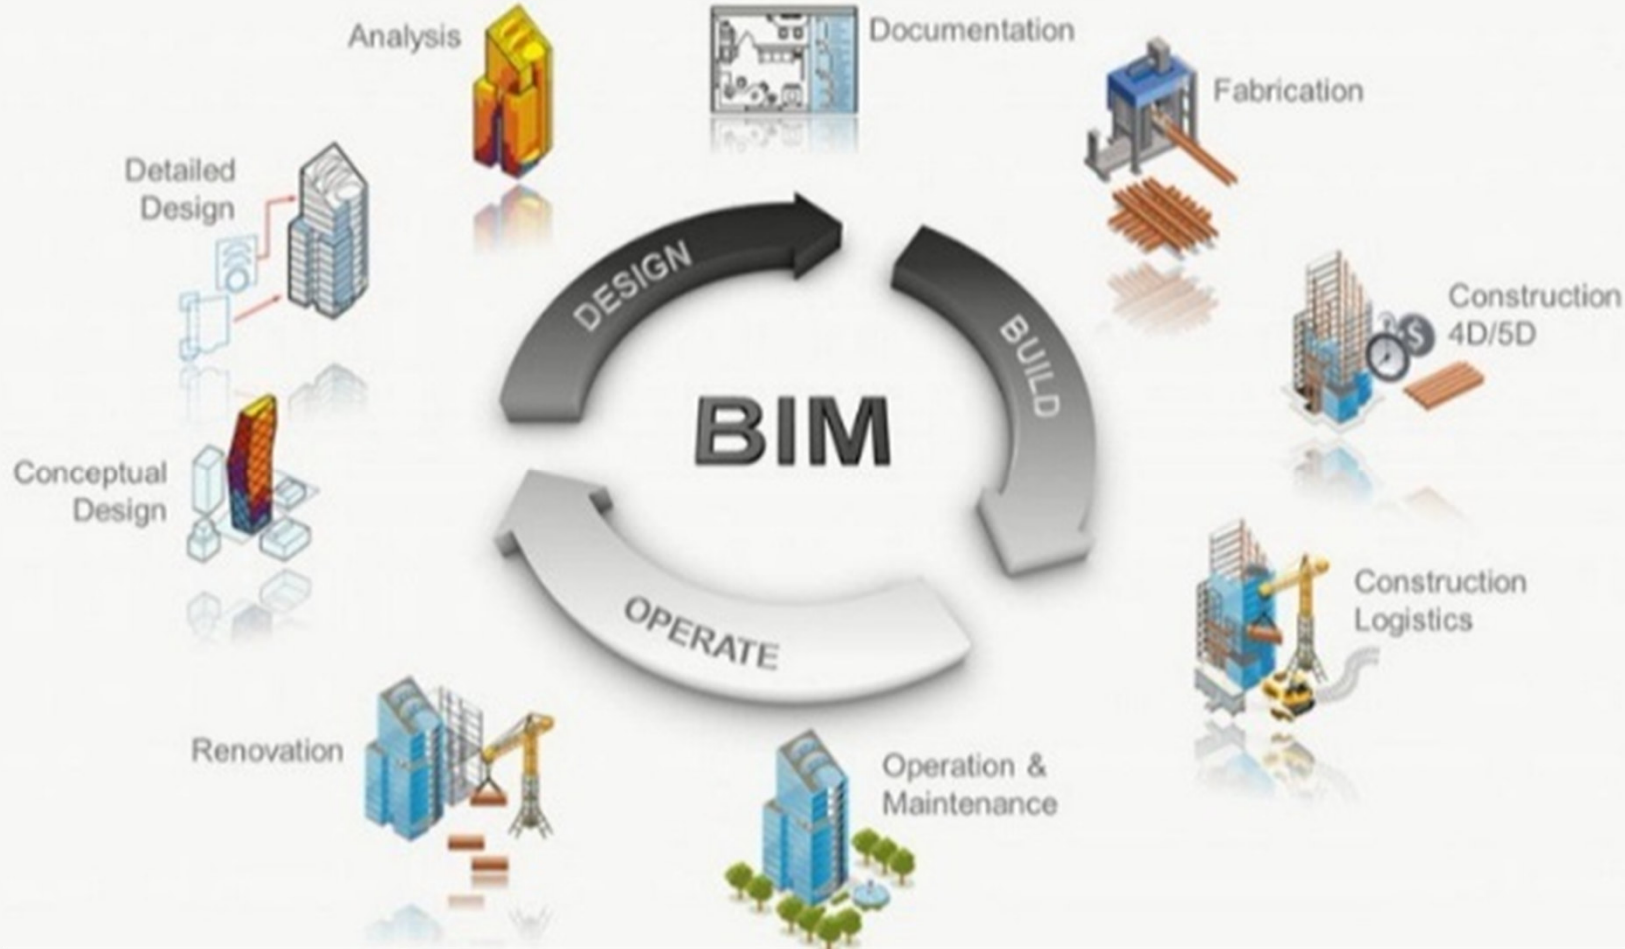 Analysis
Documentation
Fabrication
Detailed
Design
DESIGN
BUILD
Construction
4D/5D
$
BIM
Conceptual
Design
Construction
Logistics
OPERATE
Renovation
Operation &
Maintenance